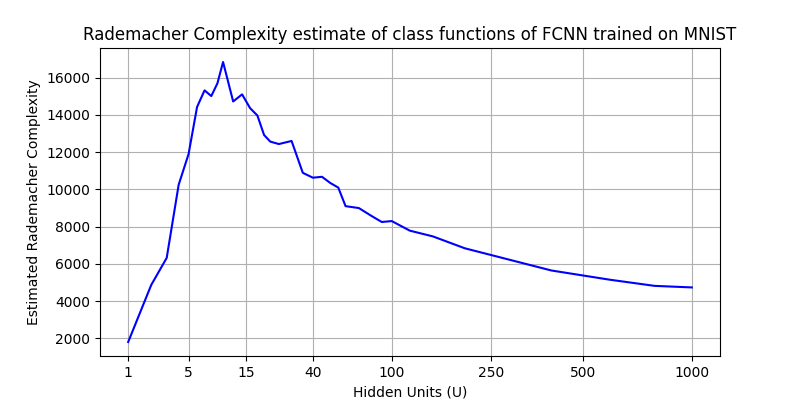 Rademacher Complexity estimate of class functions of FCNN trained on MNIST
Estimated Rademacher Complexity
16000
14000
12000
10000
8000
6000
4000
2000
1 5 15 40 100 250 500 1000
Hidden Units (U)